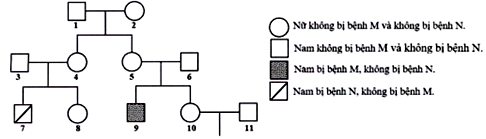 1 2
Nữ không bị bệnh M và không bị bệnh N.
Nam không bị bệnh M và không bị bệnh N.
3 4 5 6
Nam bị bệnh M, không bị bệnh N.
Nam bị bệnh N, không bị bệnh M.
7 8 9 10 11